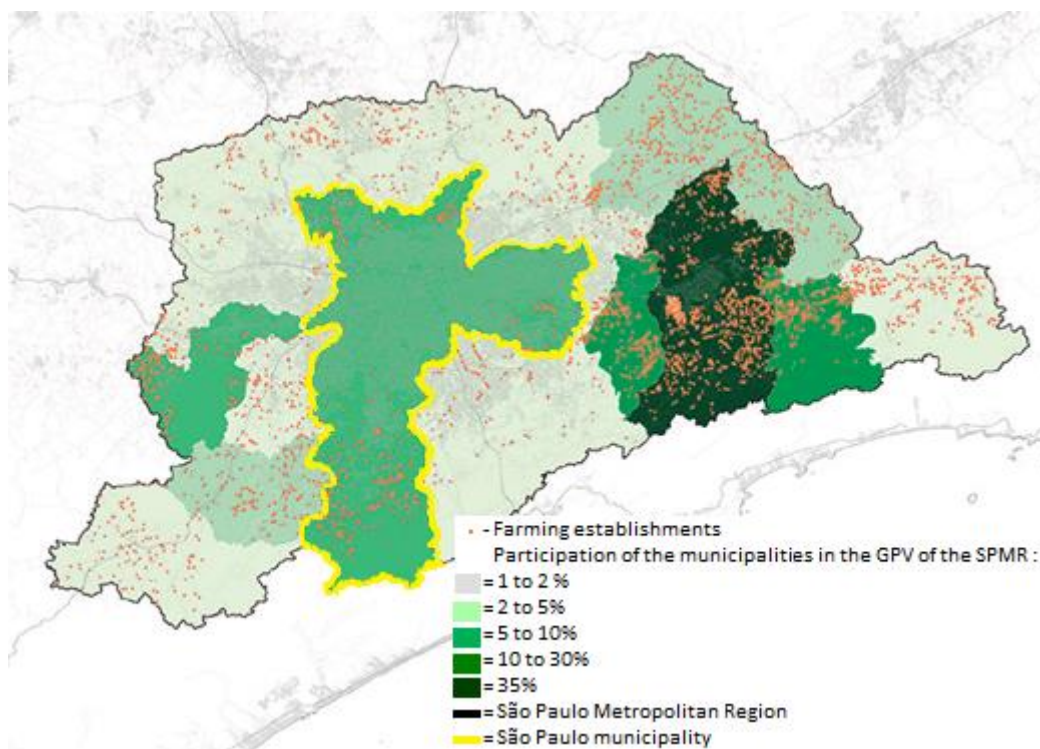 - Farming establishments
Participation of the municipalities in the GPV of the SPMR :
= 1 to 2 %
= 2 to 5%
= 5 to 10%
= 10 to 30%
= 35%
= São Paulo Metropolitan Region
= São Paulo municipality